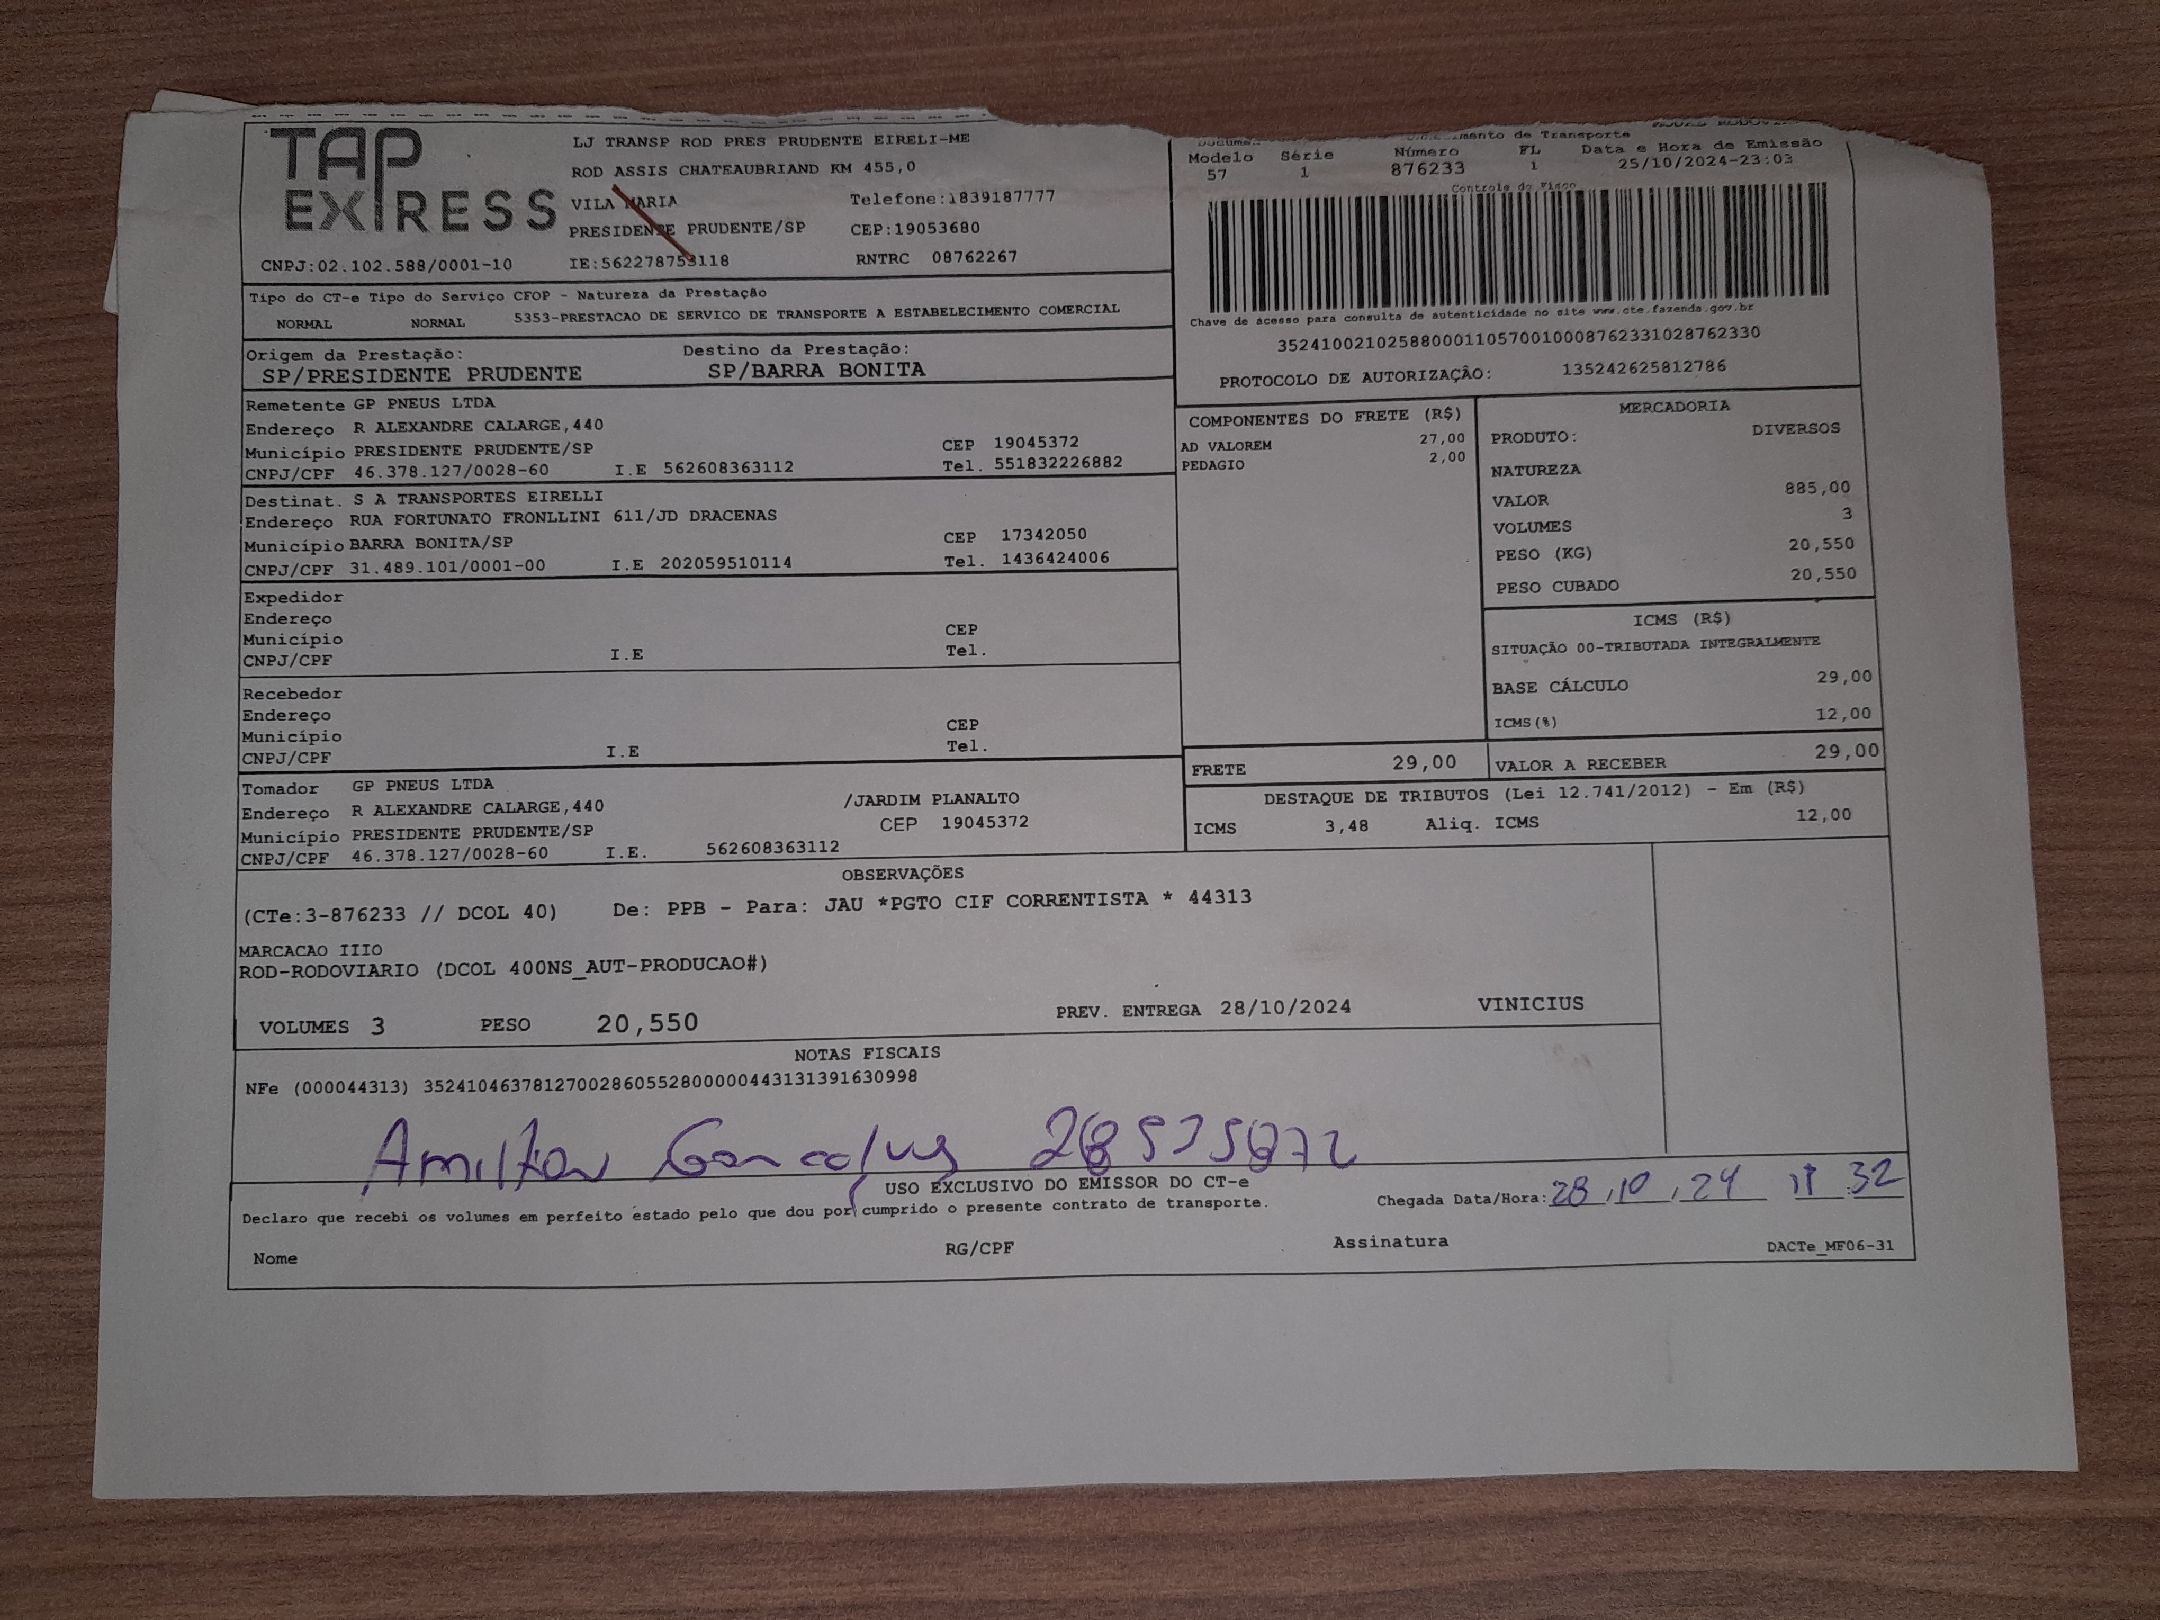 TAP EXPRESS
LJ TRANSP ROD PRES PRUDENTE EIRELI-ME
ROD ASSIS CHATEAUBRIAND KM 455,0
VILA MARIA Telefone:1839187777
PRESIDENTE PRUDENTE/SP CEP:19053680
CNPJ:02.102.588/0001-10 IE:562278753118 RNTRC 08762267
de Transporte
Modelo Série Número FL Data e Hora de Emissão
57 1 876233 1 25/10/2024-23:03
Controle do Fisco
Chave de acesso para consulta de autenticidade no site www.cte.fazenda.gov.br
35241002102588000110570010008762331028762330
PROTOCOLO DE AUTORIZAÇÃO: 135242625812786
Tipo do CT-e Tipo do Serviço CFOP - Natureza da Prestação
NORMAL NORMAL 5353-PRESTACAO DE SERVICO DE TRANSPORTE A ESTABELECIMENTO COMERCIAL
Origem da Prestação: Destino da Prestação:
SP/PRESIDENTE PRUDENTE SP/BARRA BONITA
Remetente GP PNEUS LTDA
Endereço R ALEXANDRE CALARGE,440
Município PRESIDENTE PRUDENTE/SP CEP 19045372
CNPJ/CPF 46.378.127/0028-60 I.E 562608363112 Tel. 551832226882
Destinat. S A TRANSPORTES EIRELLI
Endereço RUA FORTUNATO FRONLLINI 611/JD DRACENAS
Município BARRA BONITA/SP CEP 17342050
CNPJ/CPF 31.489.101/0001-00 I.E 202059510114 Tel. 1436424006
Expedidor
Endereço
Município CEP
CNPJ/CPF I.E Tel.
Recebedor
Endereço
Município CEP
CNPJ/CPF I.E Tel.
Tomador GP PNEUS LTDA
Endereço R ALEXANDRE CALARGE,440 /JARDIM PLANALTO
Município PRESIDENTE PRUDENTE/SP CEP 19045372
CNPJ/CPF 46.378.127/0028-60 I.E. 562608363112
COMPONENTES DO FRETE (R$)
AD VALOREM 27,00
PEDAGIO 2,00
MERCADORIA
PRODUTO: DIVERSOS
NATUREZA
VALOR 885,00
VOLUMES 3
PESO (KG) 20,550
PESO CUBADO 20,550
ICMS (R$)
SITUAÇÃO 00-TRIBUTADA INTEGRALMENTE
BASE CÁLCULO 29,00
ICMS(%) 12,00
FRETE 29,00 VALOR A RECEBER 29,00
DESTAQUE DE TRIBUTOS (Lei 12.741/2012) - Em (R$)
ICMS 3,48 Aliq. ICMS 12,00
OBSERVAÇÕES
(CTe:3-876233 // DCOL 40) De: PPB - Para: JAU *PGTO CIF CORRENTISTA * 44313
MARCACAO IIIO
ROD-RODOVIARIO (DCOL 400NS_AUT-PRODUCAO#)
VOLUMES 3 PESO 20,550 PREV. ENTREGA 28/10/2024 VINICIUS
NOTAS FISCAIS
NFe (000044313) 35241046378127002860552800000443131391630998
Amilton Gonçalves
USO EXCLUSIVO DO EMISSOR DO CT-e
Declaro que recebi os volumes em perfeito estado pelo que dou por cumprido o presente contrato de transporte. Chegada Data/Hora: 28,10,24 11 32
Nome RG/CPF Assinatura DACTe_MF06-31